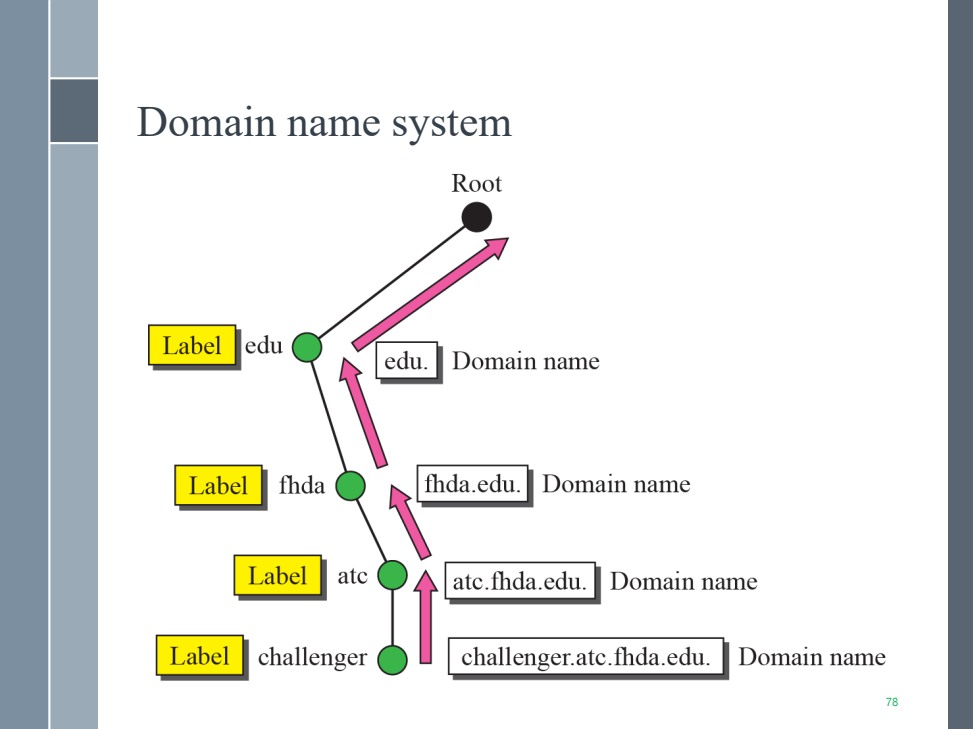 Domain name system
Root
Label edu
edu. Domain name
Label fhda
fhda.edu. Domain name
Label atc
atc.fhda.edu. Domain name
Label challenger
challenger.atc.fhda.edu. Domain name
78